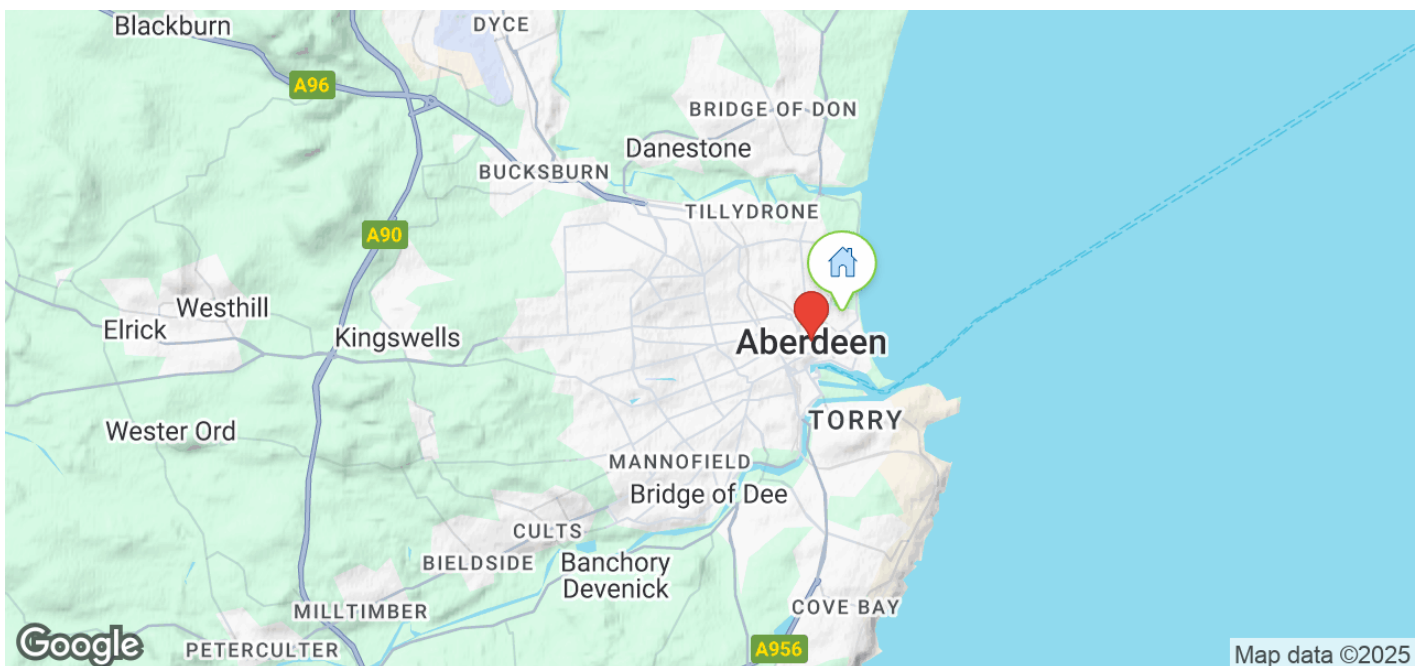 Blackburn
DYCE
A96
BRIDGE OF DON
Danestone
BUCKSBURN
TILLYDRONE
A90
Westhill
Elrick
Kingswells
Aberdeen
TORRY
Wester Ord
MANNOFIELD
Bridge of Dee
CULTS
BIELDSIDE
Banchory
Devenick
MILLTIMBER
COVE BAY
PETERCULTER
A956
Google
Map data ©2025